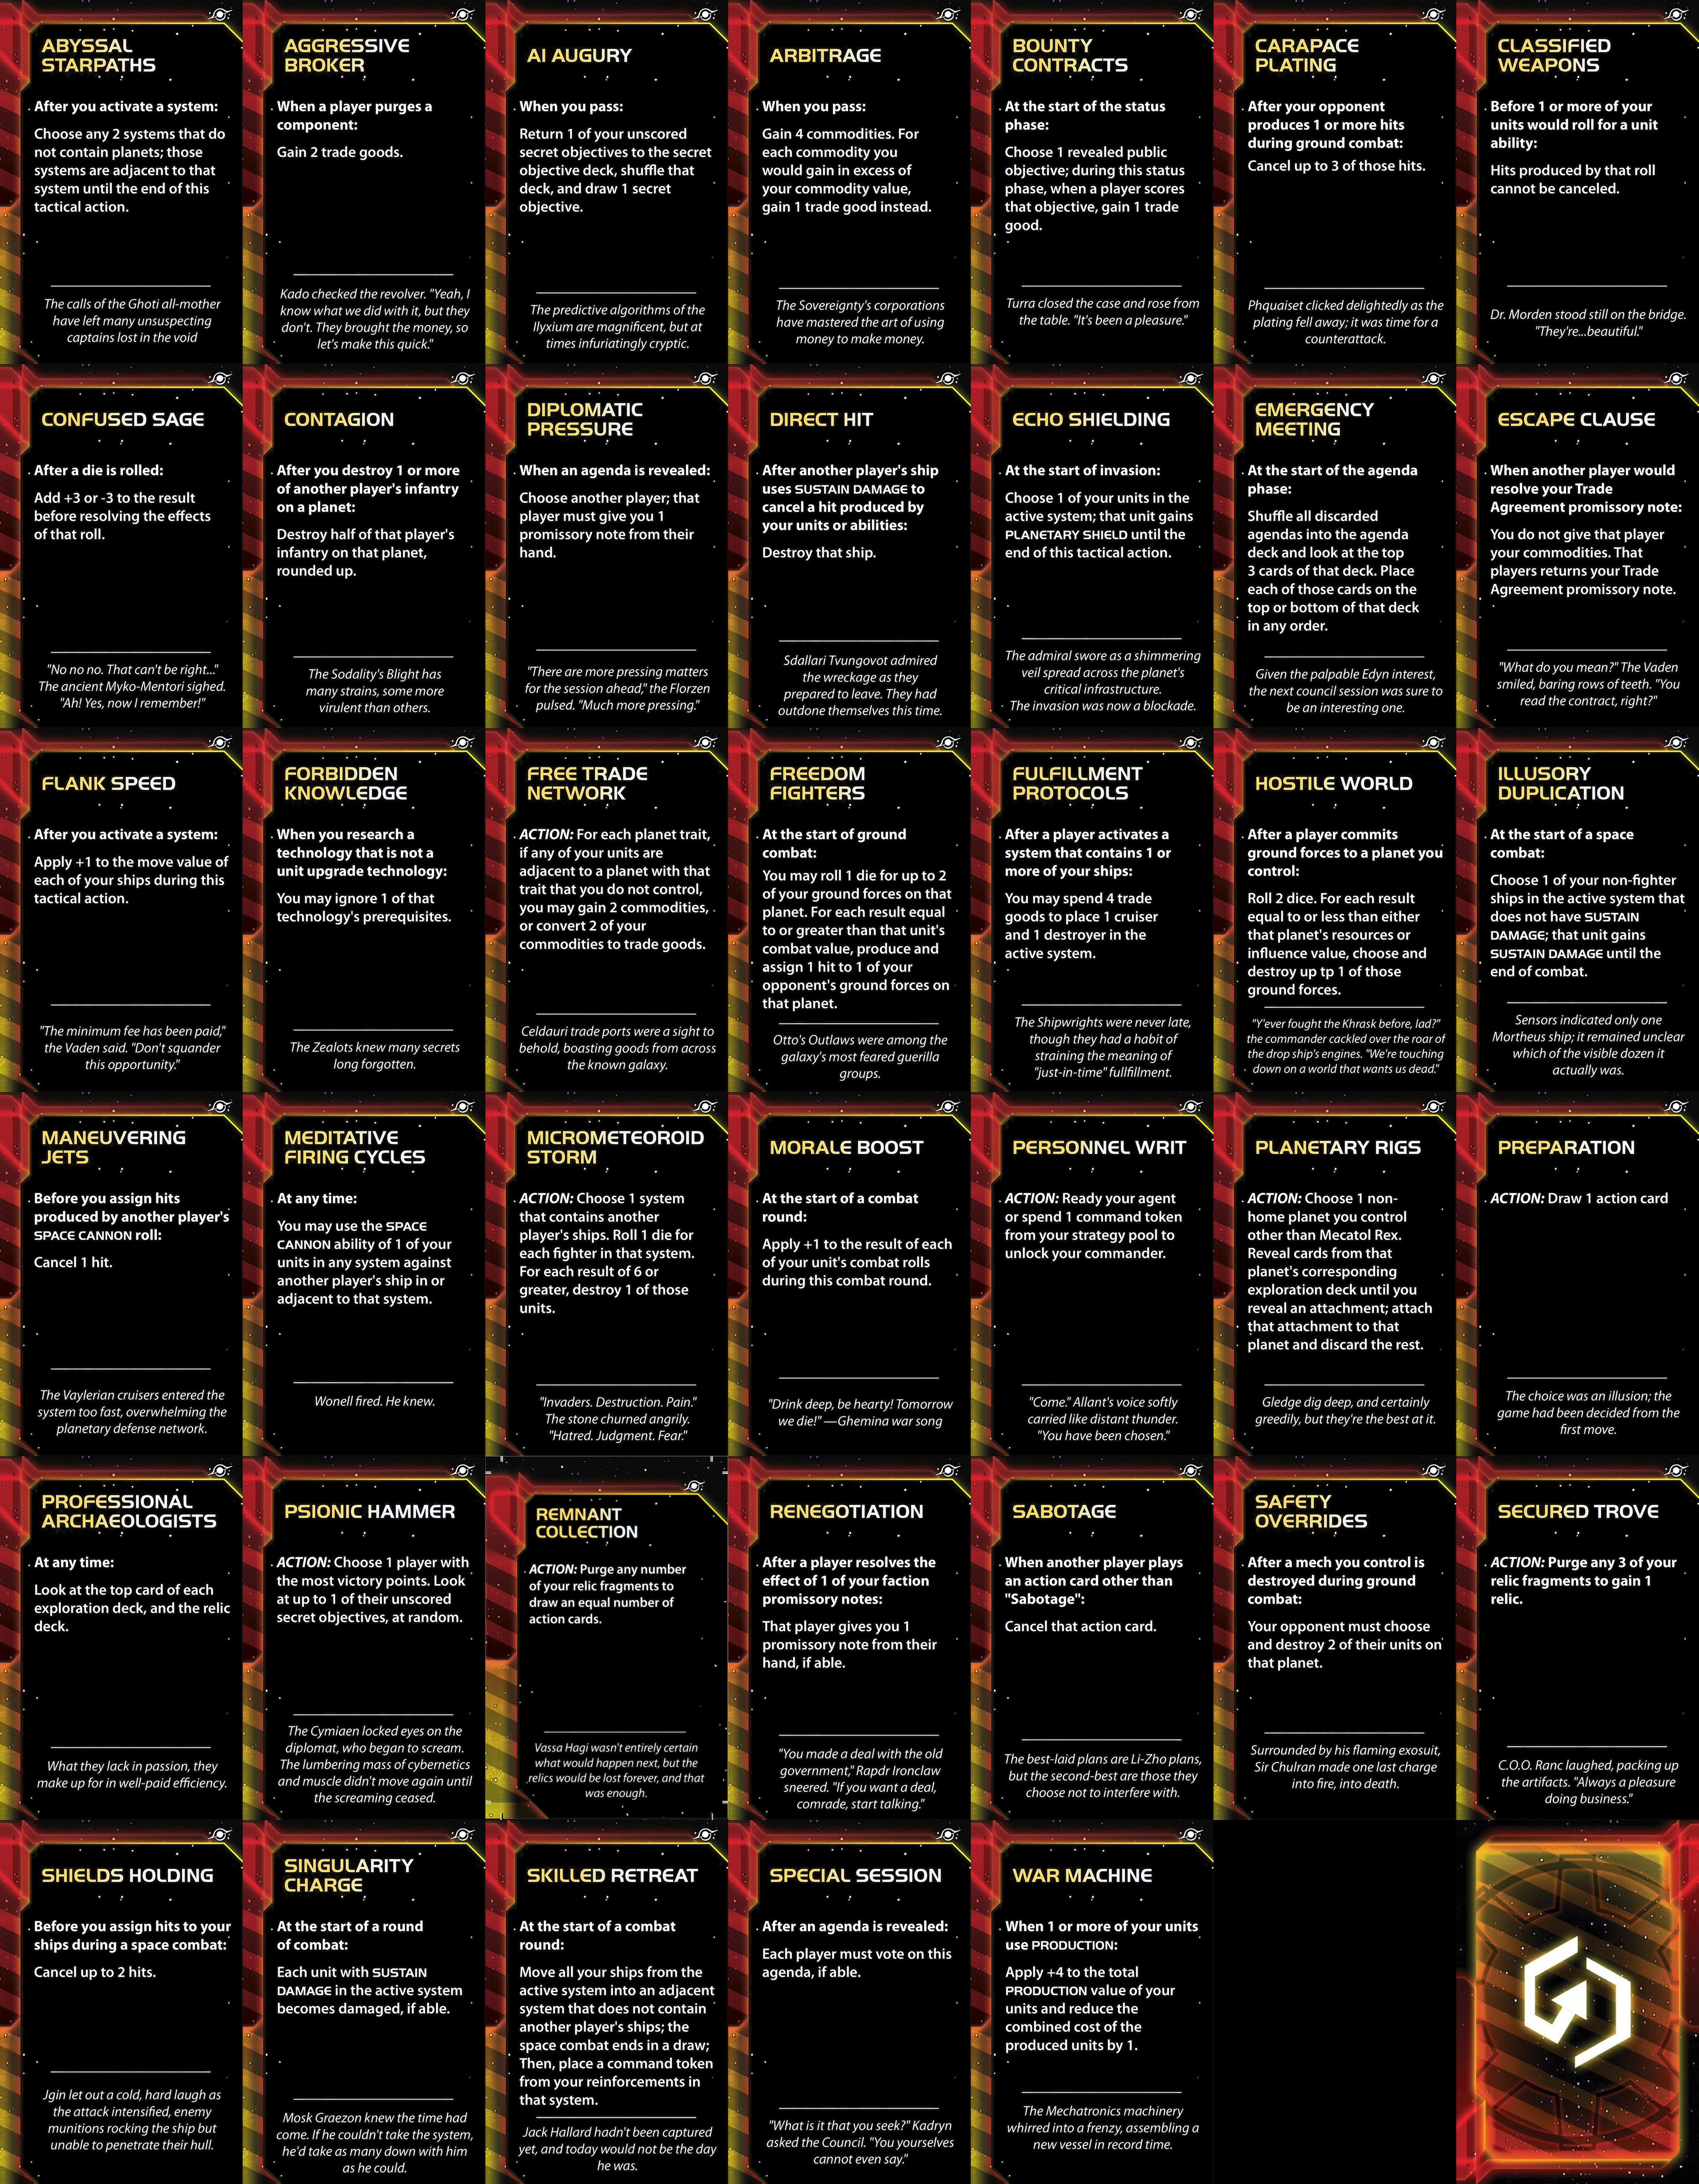 ABYSSAL
STARPATHS
After you activate a system:
Choose any 2 systems that do
not contain planets; those
systems are adjacent to that
system until the end of this
tactical action.
The calls of the Ghoti all-mother
have left many unsuspecting
captains lost in the void
AGGRESSIVE
BROKER
When a player purges a
component:
Gain 2 trade goods.
Kado checked the revolver. "Yeah, I
know what we did with it, but they
don't. They brought the money, so
let's make this quick."
AI AUGURY
When you pass:
Return 1 of your unscored
secret objectives to the secret
objective deck, shuffle that
deck, and draw 1 secret
objective.
The predictive algorithms of the
Ilyxium are magnificent, but at
times infuriatingly cryptic.
ARBITRAGE
When you pass:
Gain 4 commodities. For
each commodity you
would gain in excess of
your commodity value,
gain 1 trade good instead.
The Sovereignty's corporations
have mastered the art of using
money to make money.
BOUNTY
CONTRACTS
At the start of the status
phase:
Choose 1 revealed public
objective; during this status
phase, when a player scores
that objective, gain 1 trade
good.
Turra closed the case and rose from
the table. "It's been a pleasure."
CARAPACE
PLATING
After your opponent
produces 1 or more hits
during ground combat:
Cancel up to 3 of those hits.
Phquaiset clicked delightedly as the
plating fell away; it was time for a
counterattack.
CLASSIFIED
WEAPONS
Before 1 or more of your
units would roll for a unit
ability:
Hits produced by that roll
cannot be canceled.
Dr. Morden stood still on the bridge.
"They're...beautiful."
CONFUSED SAGE
After a die is rolled:
Add +3 or -3 to the result
before resolving the effects
of that roll.
"No no no. That can't be right..."
The ancient Myko-Mentori sighed.
"Ah! Yes, now I remember!"
CONTAGION
After you destroy 1 or more
of another player's infantry
on a planet:
Destroy half of that player's
infantry on that planet,
rounded up.
The Sodality's Blight has
many strains, some more
virulent than others.
DIPLOMATIC
PRESSURE
When an agenda is revealed:
Choose another player; that
player must give you 1
promissory note from their
hand.
"There are more pressing matters
for the session ahead," the Florzen
pulsed. "Much more pressing."
DIRECT HIT
After another player's ship
uses SUSTAIN DAMAGE to
cancel a hit produced by
your units or abilities:
Destroy that ship.
Sdallari Tvungovot admired
the wreckage as they
prepared to leave. They had
outdone themselves this time.
ECHO SHIELDING
At the start of invasion:
Choose 1 of your units in the
active system; that unit gains
PLANETARY SHIELD until the
end of this tactical action.
The admiral swore as a shimmering
veil spread across the planet's
critical infrastructure.
The invasion was now a blockade.
EMERGENCY
MEETING
At the start of the agenda
phase:
Shuffle all discarded
agendas into the agenda
deck and look at the top
3 cards of that deck. Place
each of those cards on the
top or bottom of that deck
in any order.
Given the palpable Edyn interest,
the next council session was sure to
be an interesting one.
ESCAPE CLAUSE
When another player would
resolve your Trade
Agreement promissory note:
You do not give that player
your commodities. That
players returns your Trade
Agreement promissory note.
"What do you mean?" The Vaden
smiled, baring rows of teeth. "You
read the contract, right?"
FLANK SPEED
After you activate a system:
Apply +1 to the move value of
each of your ships during this
tactical action.
"The minimum fee has been paid,"
the Vaden said. "Don't squander
this opportunity."
FORBIDDEN
KNOWLEDGE
When you research a
technology that is not a
unit upgrade technology:
You may ignore 1 of that
technology's prerequisites.
The Zealots knew many secrets
long forgotten.
FREE TRADE
NETWORK
ACTION: For each planet trait,
if any of your units are
adjacent to a planet with that
trait that you do not control,
you may gain 2 commodities,
or convert 2 of your
commodities to trade goods.
Celdauri trade ports were a sight to
behold, boasting goods from across
the known galaxy.
FREEDOM
FIGHTERS
At the start of ground
combat:
You may roll 1 die for up to 2
of your ground forces on that
planet. For each result equal
to or greater than that unit's
combat value, produce and
assign 1 hit to 1 of your
opponent's ground forces on
that planet.
Otto's Outlaws were among the
galaxy's most feared guerilla
groups.
FULFILLMENT
PROTOCOLS
After a player activates a
system that contains 1 or
more of your ships:
You may spend 4 trade
goods to place 1 cruiser
and 1 destroyer in the
active system.
The Shipwrights were never late,
though they had a habit of
straining the meaning of
"just-in-time" fullfillment.
HOSTILE WORLD
After a player commits
ground forces to a planet you
control:
Roll 2 dice. For each result
equal to or less than either
that planet's resources or
influence value, choose and
destroy up tp 1 of those
ground forces.
"Y'ever fought the Khrask before, lad?"
the commander cackled over the roar of
the drop ship's engines. "We're touching
down on a world that wants us dead."
ILLUSORY
DUPLICATION
At the start of a space
combat:
Choose 1 of your non-fighter
ships in the active system that
does not have SUSTAIN
DAMAGE; that unit gains
SUSTAIN DAMAGE until the
end of combat.
Sensors indicated only one
Mortheus ship; it remained unclear
which of the visible dozen it
actually was.
MANEUVERING
JETS
Before you assign hits
produced by another player's
SPACE CANNON roll:
Cancel 1 hit.
The Vaylerian cruisers entered the
system too fast, overwhelming the
planetary defense network.
MEDITATIVE
FIRING CYCLES
At any time:
You may use the SPACE
CANNON ability of 1 of your
units in any system against
another player's ship in or
adjacent to that system.
Wonell fired. He knew.
MICROMETEOROID
STORM
ACTION: Choose 1 system
that contains another
player's ships. Roll 1 die for
each fighter in that system.
For each result of 6 or
greater, destroy 1 of those
units.
"Invaders. Destruction. Pain."
The stone churned angrily.
"Hatred. Judgment. Fear."
MORALE BOOST
At the start of a combat
round:
Apply +1 to the result of each
of your unit's combat rolls
during this combat round.
"Drink deep, be hearty! Tomorrow
we die!" —Ghemina war song
PERSONNEL WRIT
ACTION: Ready your agent
or spend 1 command token
from your strategy pool to
unlock your commander.
"Come." Allant's voice softly
carried like distant thunder.
"You have been chosen."
PLANETARY RIGS
ACTION: Choose 1 non-
home planet you control
other than Mecatol Rex.
Reveal cards from that
planet's corresponding
exploration deck until you
reveal an attachment; attach
that attachment to that
planet and discard the rest.
Gledge dig deep, and certainly
greedily, but they're the best at it.
PREPARATION
ACTION: Draw 1 action card
The choice was an illusion; the
game had been decided from the
first move.
PROFESSIONAL
ARCHAEOLOGISTS
At any time:
Look at the top card of each
exploration deck, and the relic
deck.
What they lack in passion, they
make up for in well-paid efficiency.
PSIONIC HAMMER
ACTION: Choose 1 player with
the most victory points. Look
at up to 1 of their unscored
secret objectives, at random.
The Cymiaen locked eyes on the
diplomat, who began to scream.
The lumbering mass of cybernetics
and muscle didn't move again until
the screaming ceased.
REMNANT
COLLECTION
ACTION: Purge any number
of your relic fragments to
draw an equal number of
action cards.
Vassa Hagi wasn't entirely certain
what would happen next, but the
relics would be lost forever, and that
was enough.
RENEGOTIATION
After a player resolves the
effect of 1 of your faction
promissory notes:
That player gives you 1
promissory note from their
hand, if able.
"You made a deal with the old
government," Rapdr Ironclaw
sneered. "If you want a deal,
comrade, start talking."
SABOTAGE
When another player plays
an action card other than
"Sabotage":
Cancel that action card.
The best-laid plans are Li-Zho plans,
but the second-best are those they
choose not to interfere with.
SAFETY
OVERRIDES
After a mech you control is
destroyed during ground
combat:
Your opponent must choose
and destroy 2 of their units on
that planet.
Surrounded by his flaming exosuit,
Sir Chulran made one last charge
into fire, into death.
SECURED TROVE
ACTION: Purge any 3 of your
relic fragments to gain 1
relic.
C.O.O. Ranc laughed, packing up
the artifacts. "Always a pleasure
doing business."
SHIELDS HOLDING
Before you assign hits to your
ships during a space combat:
Cancel up to 2 hits.
Jgin let out a cold, hard laugh as
the attack intensified, enemy
munitions rocking the ship but
unable to penetrate their hull.
SINGULARITY
CHARGE
At the start of a round
of combat:
Each unit with SUSTAIN
DAMAGE in the active system
becomes damaged, if able.
Mosk Graezon knew the time had
come. If he couldn't take the system,
he'd take as many down with him
as he could.
SKILLED RETREAT
At the start of a combat
round:
Move all your ships from the
active system into an adjacent
system that does not contain
another player's ships; the
space combat ends in a draw;
Then, place a command token
from your reinforcements in
that system.
Jack Hallard hadn't been captured
yet, and today would not be the day
he was.
SPECIAL SESSION
After an agenda is revealed:
Each player must vote on this
agenda, if able.
"What is it that you seek?" Kadryn
asked the Council. "You yourselves
cannot even say."
WAR MACHINE
When 1 or more of your units
use PRODUCTION:
Apply +4 to the total
PRODUCTION value of your
units and reduce the
combined cost of the
produced units by 1.
The Mechatronics machinery
whirred into a frenzy, assembling a
new vessel in record time.